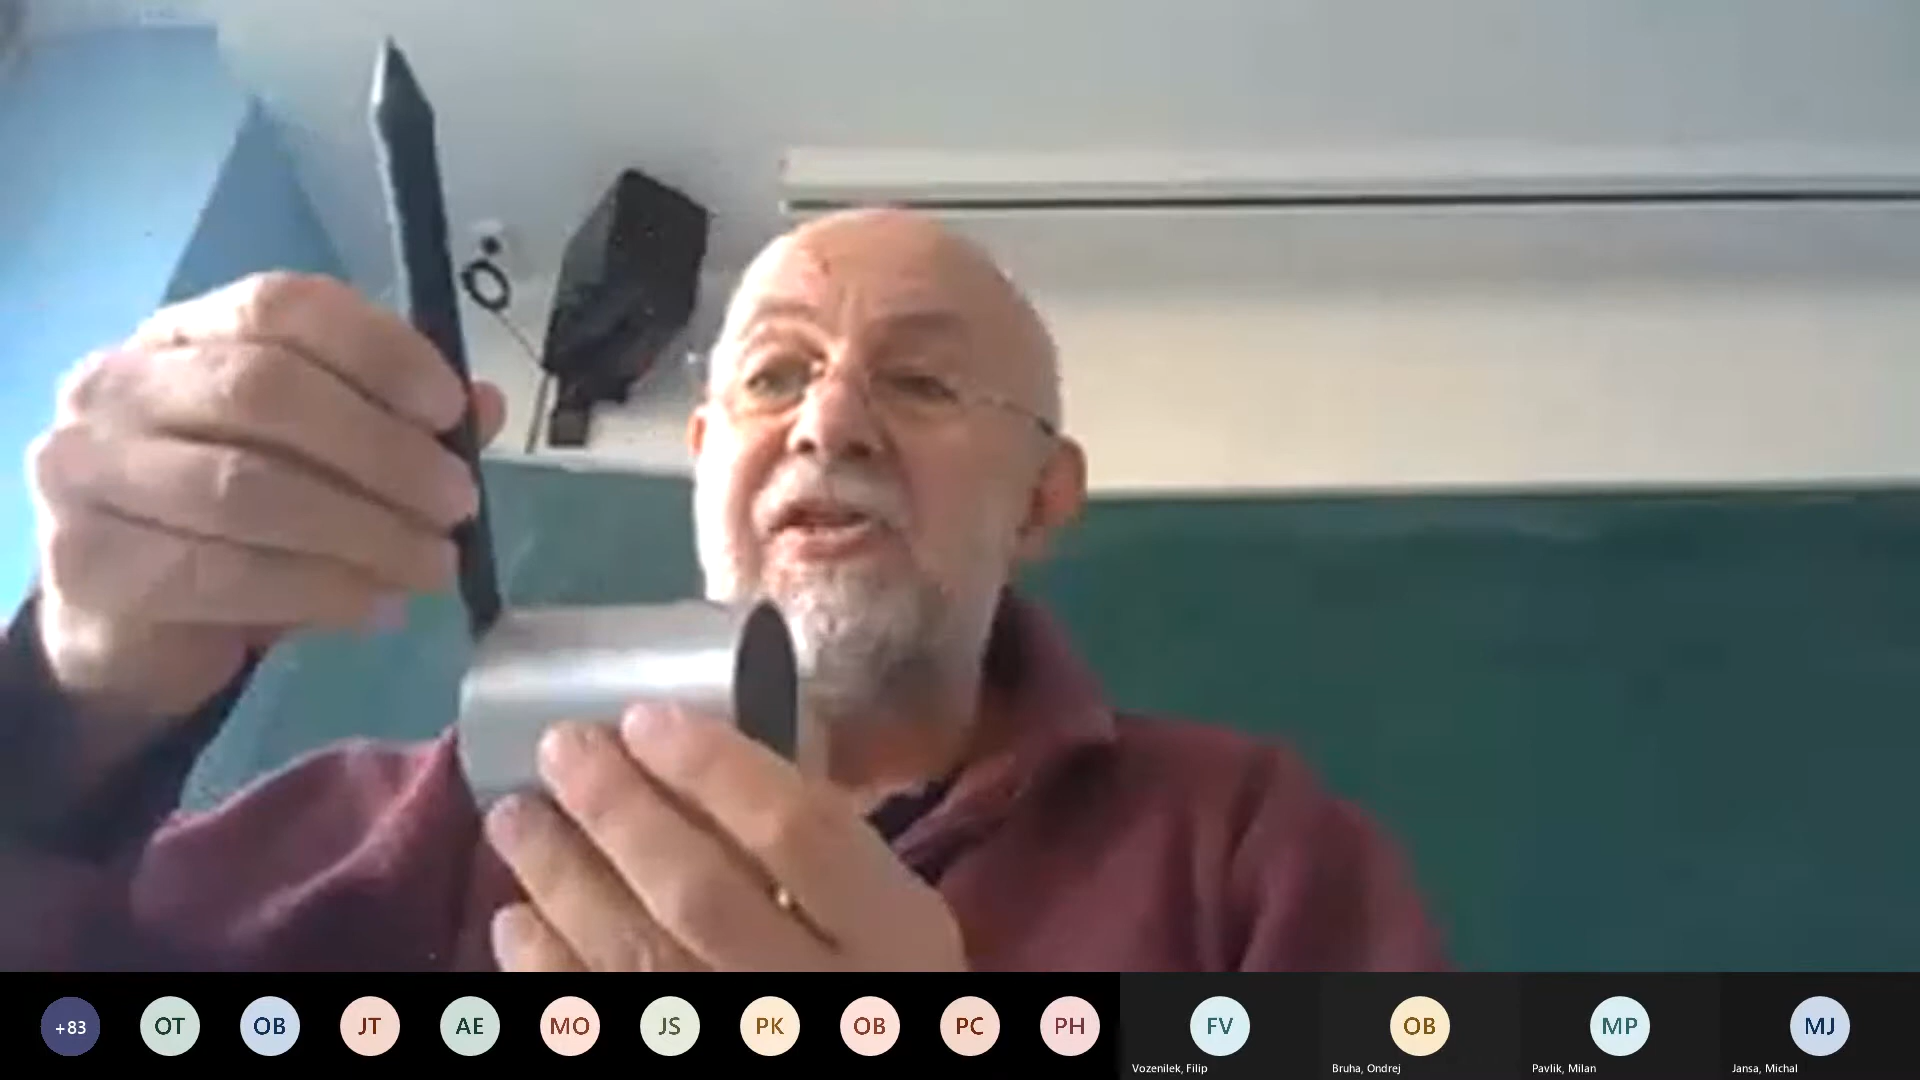 +83
OT
OB
JT
AE
MO
JS
PK
OB
PC
PH
FV
OB
MP
MJ
Vozenilek, Filip
Bruha, Ondrej
Pavlik, Milan
Jansa, Michal